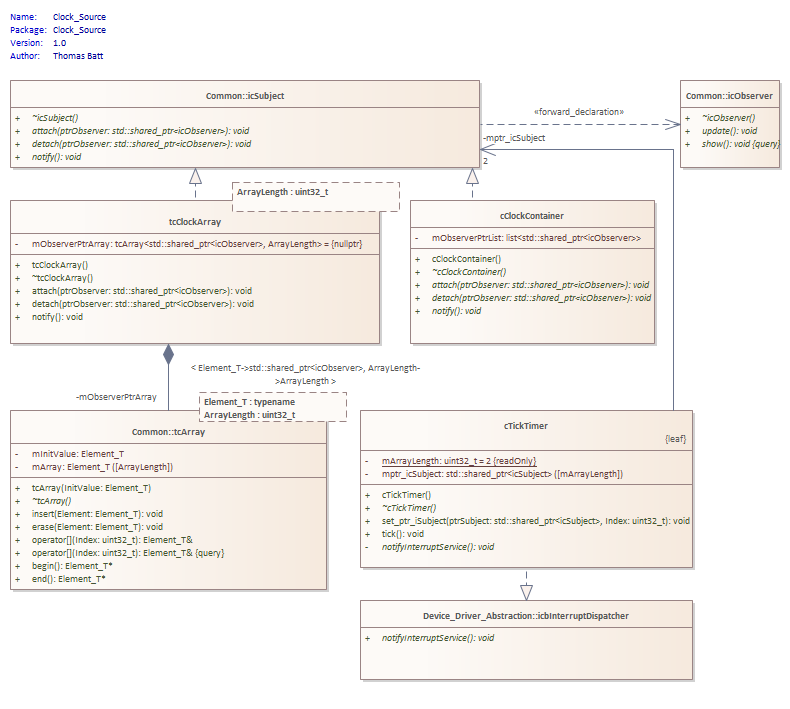 Name: Clock_Source
Package: Clock_Source
Version: 1.0
Author: Thomas Batt
Common::icSubject
+ ~icSubject()
+ attach(ptrObserver: std::shared_ptr<icObserver>): void
+ detach(ptrObserver: std::shared_ptr<icObserver>): void
+ notify(): void
«forward_declaration»
Common::icObserver
+ ~icObserver()
+ update(): void
+ show(): void {query}
-mptr_icSubject
2
ArrayLength : uint32_t
tcClockArray
- mObserverPtrArray: tcArray<std::shared_ptr<icObserver>, ArrayLength> = {nullptr}
+ tcClockArray()
+ ~tcClockArray()
+ attach(ptrObserver: std::shared_ptr<icObserver>): void
+ detach(ptrObserver: std::shared_ptr<icObserver>): void
+ notify(): void
cClockContainer
- mObserverPtrList: list<std::shared_ptr<icObserver>>
+ cClockContainer()
+ ~cClockContainer()
+ attach(ptrObserver: std::shared_ptr<icObserver>): void
+ detach(ptrObserver: std::shared_ptr<icObserver>): void
+ notify(): void
< Element_T->std::shared_ptr<icObserver>, ArrayLength-
>ArrayLength >
-mObserverPtrArray
Element_T : typename
ArrayLength : uint32_t
Common::tcArray
- mInitValue: Element_T
- mArray: Element_T ([ArrayLength])
+ tcArray(InitValue: Element_T)
+ ~tcArray()
+ insert(Element: Element_T): void
+ erase(Element: Element_T): void
+ operator[](Index: uint32_t): Element_T&
+ operator[](Index: uint32_t): Element_T& {query}
+ begin(): Element_T*
+ end(): Element_T*
cTickTimer
{leaf}
- mArrayLength: uint32_t = 2 {readOnly}
- mptr_icSubject: std::shared_ptr<icSubject> ([mArrayLength])
+ cTickTimer()
+ ~cTickTimer()
+ set_ptr_iSubject(ptrSubject: std::shared_ptr<icSubject>, Index: uint32_t): void
+ tick(): void
- notifyInterruptService(): void
Device_Driver_Abstraction::icbInterruptDispatcher
+ notifyInterruptService(): void